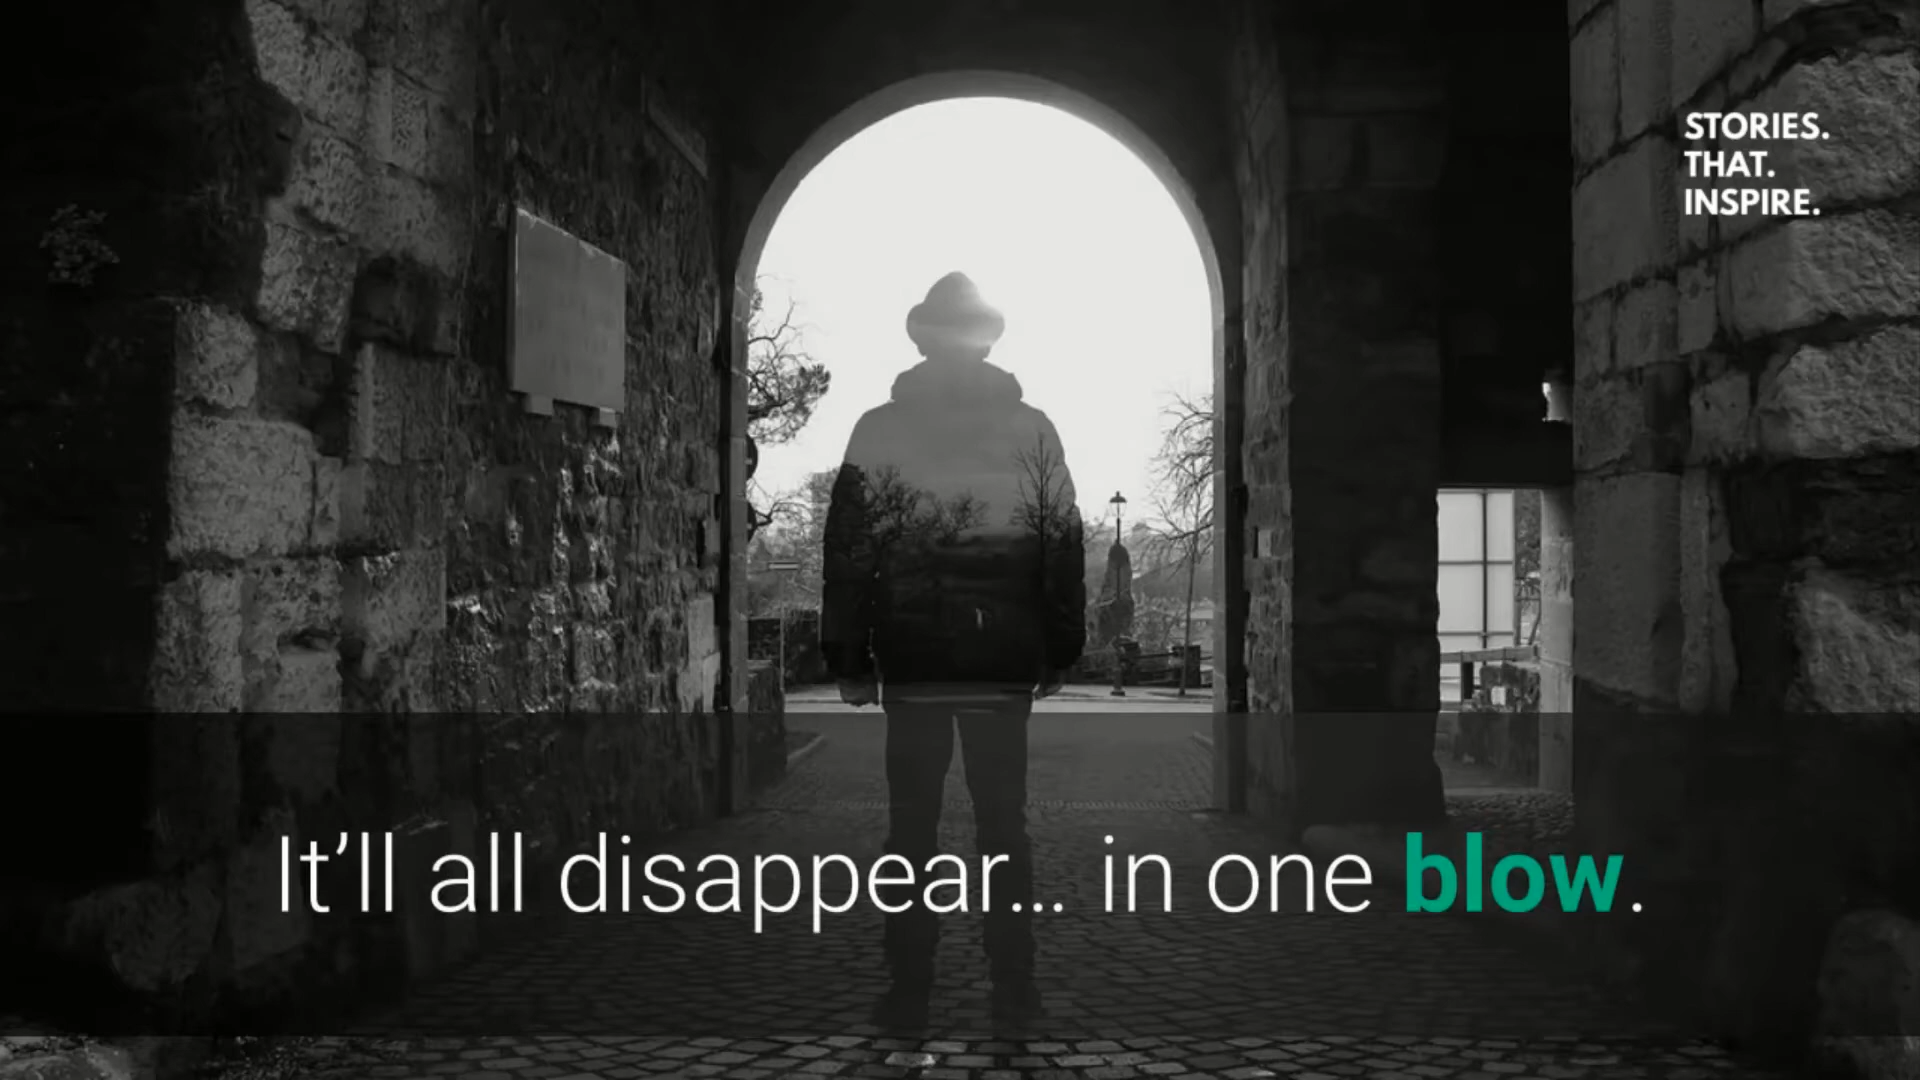 STORIES.
THAT.
INSPIRE.
It’ll all disappear... in one blow.